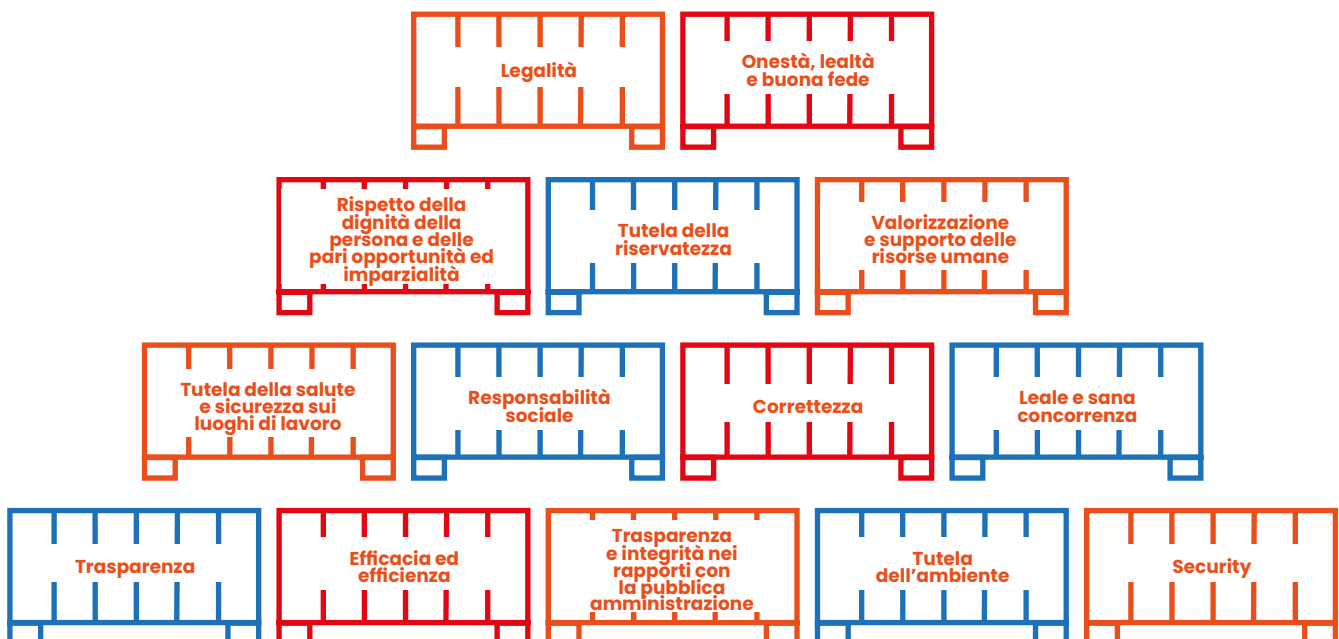 Legalità
Onestà, lealtà
e buona fede
Rispetto della
dignità della
persona e delle
pari opportunità ed
imparzialità
Tutela della
riservatezza
Valorizzazione
e supporto delle
risorse umane
Tutela della salute
e sicurezza sui
luoghi di lavoro
Responsabilità
sociale
Correttezza
Leale e sana
concorrenza
Trasparenza
Efficacia ed
efficienza
Trasparenza
e integrità nei
rapporti con
la pubblica
amministrazione
Tutela
dell’ambiente
Security